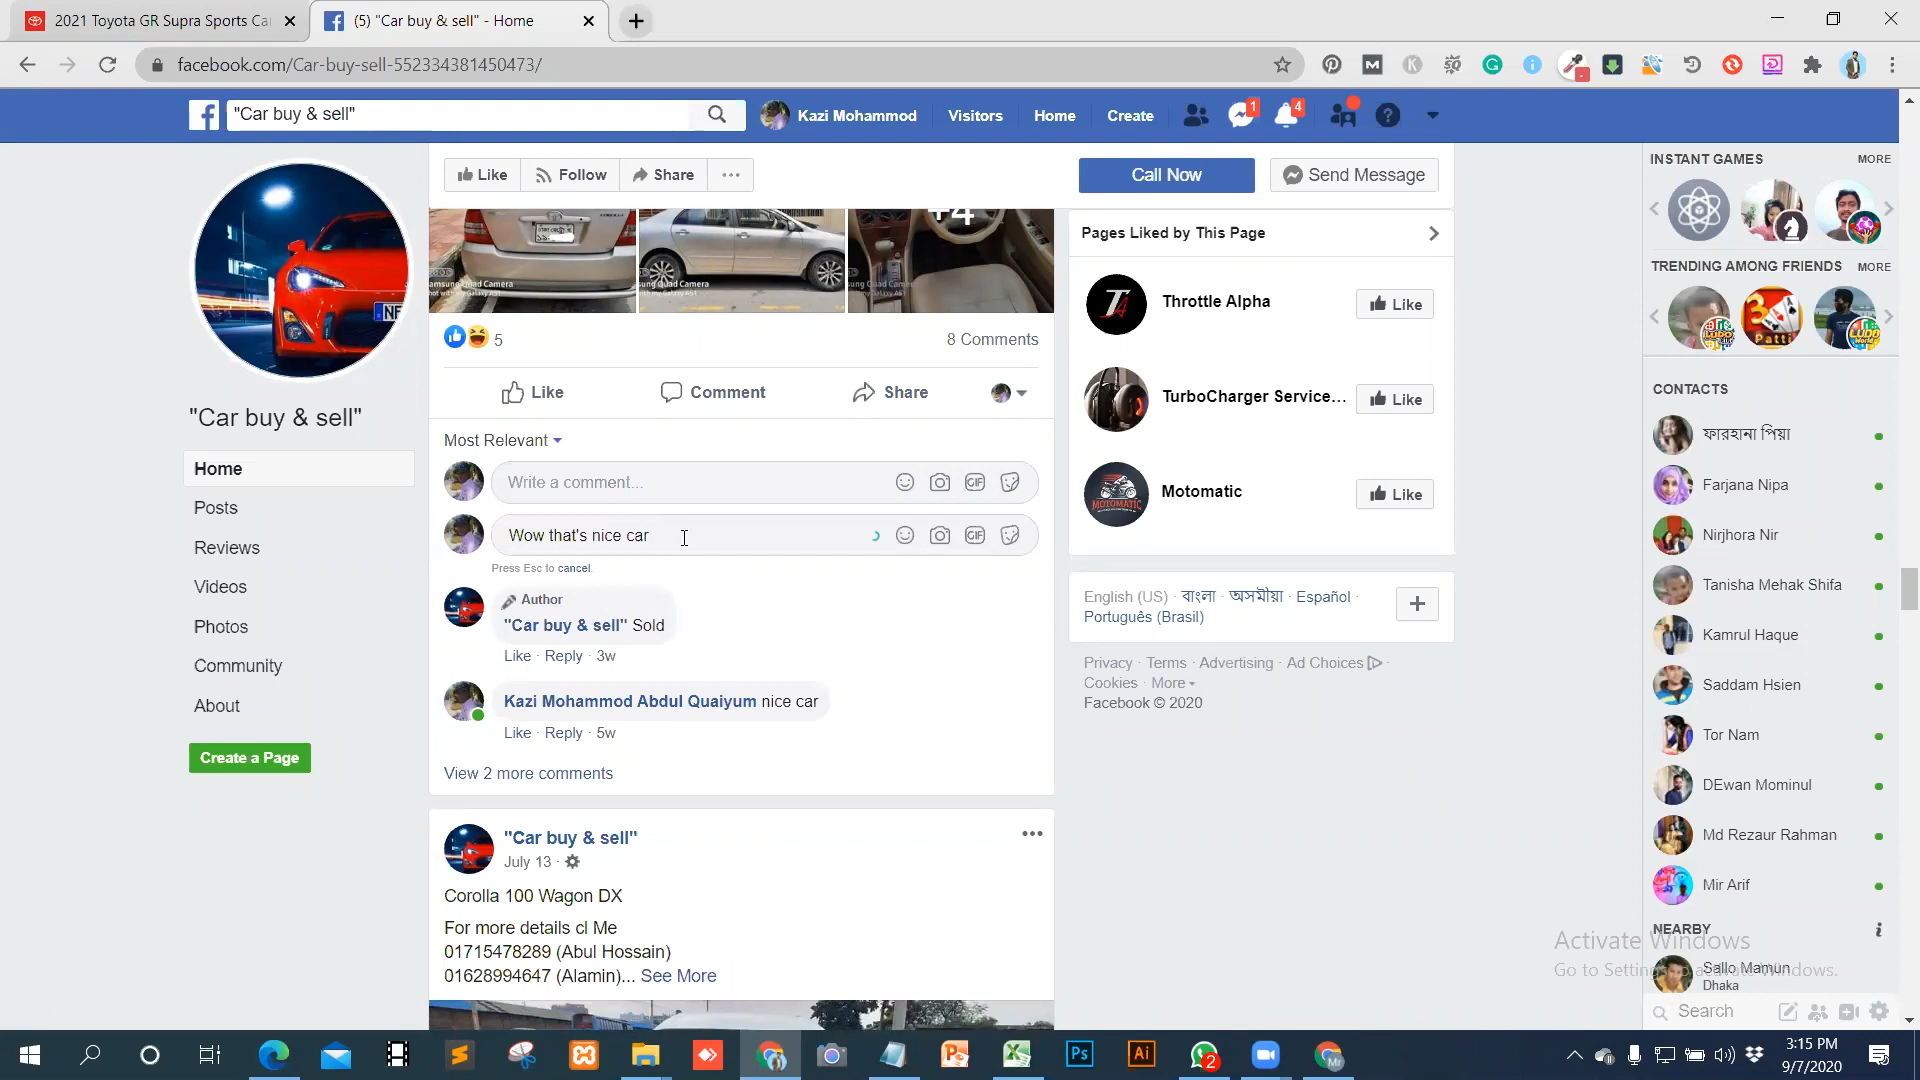 2021 Toyota GR Supra Sports Ca
(5) "Car buy & sell" - Home
facebook.com/Car-buy-sell-552334381450473/
"Car buy & sell"
Kazi Mohammod
Visitors
Home
Create
1
4
Like
Follow
Share
Call Now
Send Message
"Car buy & sell"
Home
Posts
Reviews
Videos
Photos
Community
About
Create a Page
+4
5
8 Comments
Like
Comment
Share
Most Relevant
Write a comment...
Wow that's nice car
Press Esc to cancel.
Author
"Car buy & sell" Sold
Like · Reply · 3w
Kazi Mohammod Abdul Quaiyum nice car
Like · Reply · 5w
View 2 more comments
"Car buy & sell"
July 13 ·
Corolla 100 Wagon DX
For more details cl Me
01715478289 (Abul Hossain)
01628994647 (Alamin)... See More
Pages Liked by This Page
Throttle Alpha
Like
TurboCharger Service...
Like
Motomatic
Like
English (US) · বাংলা · অসমীয়া · Español ·
Português (Brasil)
Privacy · Terms · Advertising · Ad Choices ·
Cookies · More
Facebook © 2020
INSTANT GAMES
MORE
TRENDING AMONG FRIENDS
MORE
CONTACTS
ফারহানা পিয়া
Farjana Nipa
Nirjhora Nir
Tanisha Mehak Shifa
Kamrul Haque
Saddam Hsien
Tor Nam
DEwan Mominul
Md Rezaur Rahman
Mir Arif
NEARBY
Sallo Mamun
Dhaka
Activate Windows
Go to Settings to activate Windows.
Search
3:15 PM
9/7/2020